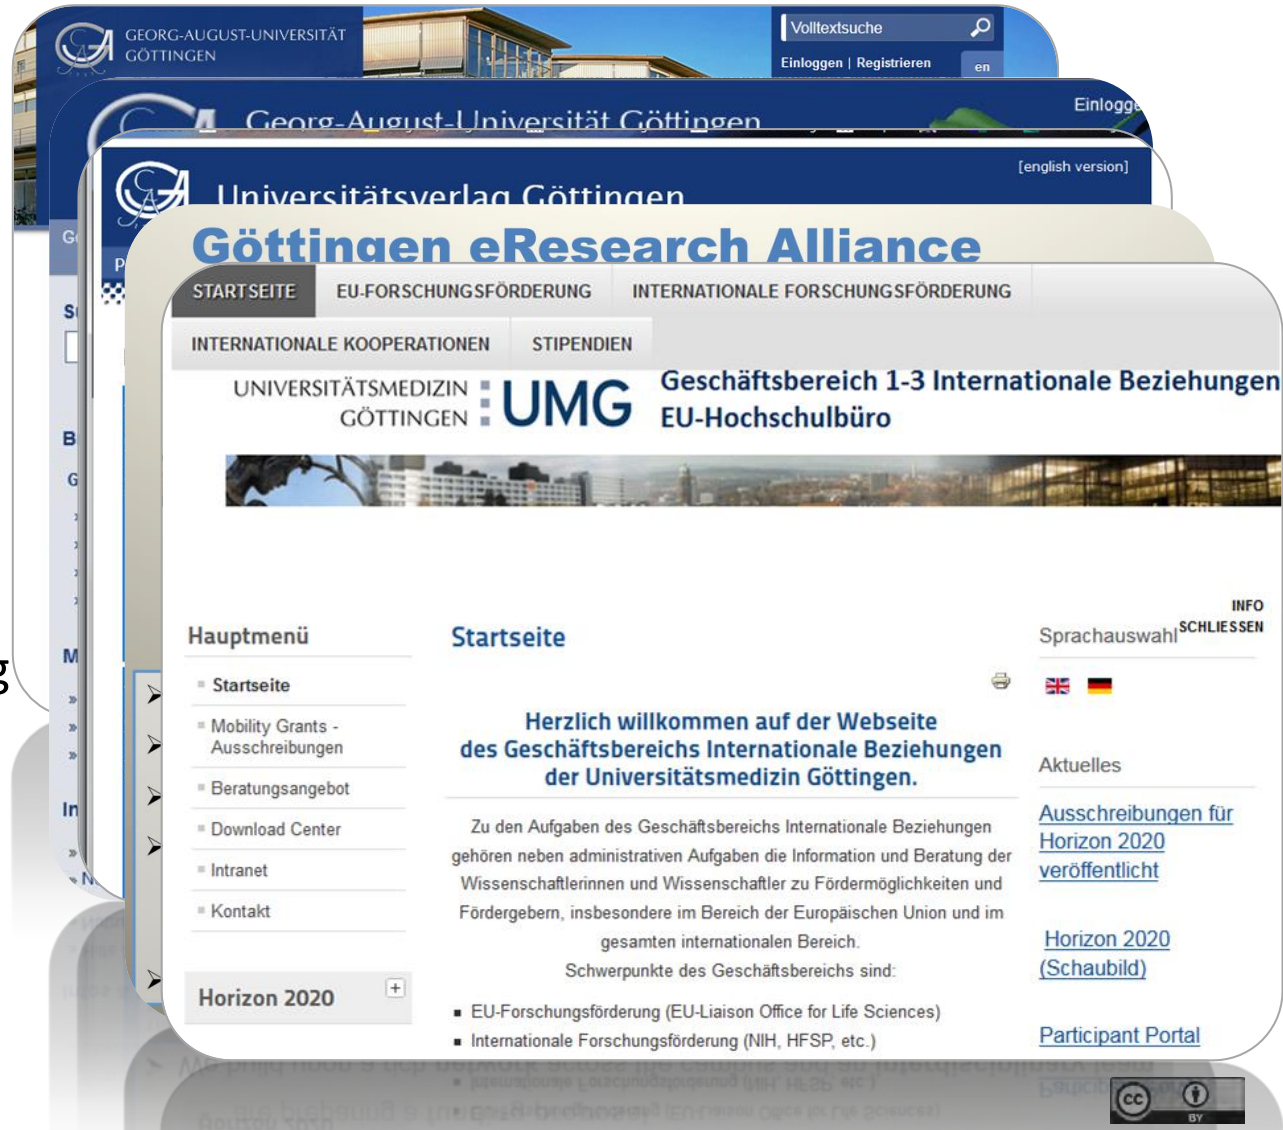 GEORG-AUGUST-UNIVERSITÄT
GÖTTINGEN
Volltextsuche
Einloggen | Registrieren
en
Georg-August-Universität Göttingen
[english version]
Universitätsverlag Göttingen
Göttingen eResearch Alliance
STARTSEITE EU-FORSCHUNGSFÖRDERUNG INTERNATIONALE FORSCHUNGSFÖRDERUNG
INTERNATIONALE KOOPERATIONEN STIPENDIEN
UNIVERSITÄTSMEDIZIN
GÖTTINGEN
UMG
Geschäftsbereich 1-3 Internationale Beziehungen
EU-Hochschulbüro
INFO
SCHLIESSEN
Hauptmenü
Startseite
Mobility Grants -
Ausschreibungen
Beratungsangebot
Download Center
Intranet
Kontakt
Horizon 2020
Startseite
Herzlich willkommen auf der Webseite
des Geschäftsbereichs Internationale Beziehungen
der Universitätsmedizin Göttingen.
Zu den Aufgaben des Geschäftsbereichs Internationale Beziehungen
gehören neben administrativen Aufgaben die Information und Beratung der
Wissenschaftlerinnen und Wissenschaftler zu Fördermöglichkeiten und
Fördergebern, insbesondere im Bereich der Europäischen Union und im
gesamten internationalen Bereich.
Schwerpunkte des Geschäftsbereichs sind:
EU-Forschungsförderung (EU-Liaison Office for Life Sciences)
Internationale Forschungsförderung (NIH, HFSP, etc.)
Sprachauswahl
Aktuelles
Ausschreibungen für
Horizon 2020
veröffentlicht
Horizon 2020
(Schaubild)
Participant Portal
cc
BY